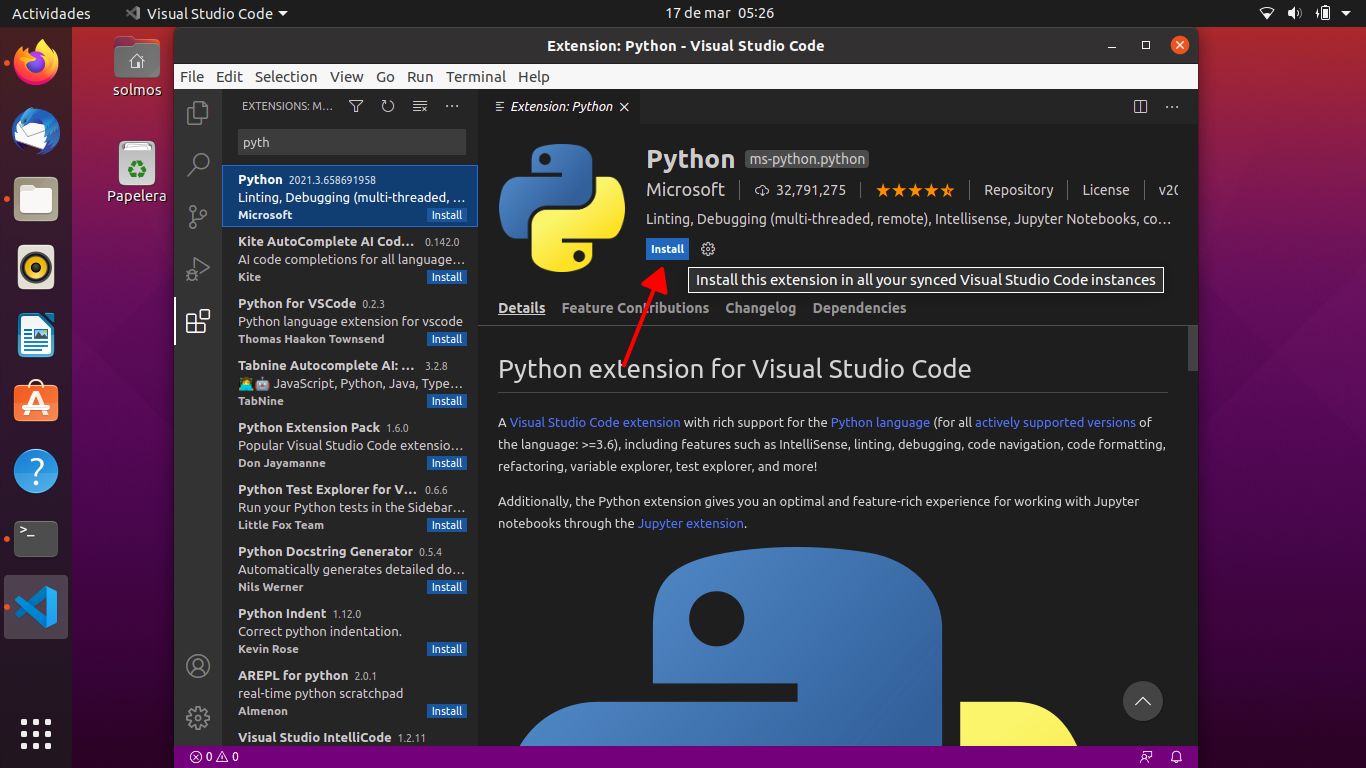 Actividades
Visual Studio Code
17 de mar 05:26
solmos
Papelera
Extension: Python - Visual Studio Code
File Edit Selection View Go Run Terminal Help
EXTENSIONS: M...
pyth
Python 2021.3.658691958
Linting, Debugging (multi-threaded, ...
Microsoft Install
Kite AutoComplete AI Cod... 0.142.0
AI code completions for all language...
Kite Install
Python for VSCode 0.2.3
Python language extension for vscode
Thomas Haakon Townsend Install
Tabnine Autocomplete AI: ... 3.2.8
JavaScript, Python, Java, Type...
TabNine Install
Python Extension Pack 1.6.0
Popular Visual Studio Code extensio...
Don Jayamanne Install
Python Test Explorer for V... 0.6.6
Run your Python tests in the Sidebar...
Little Fox Team Install
Python Docstring Generator 0.5.4
Automatically generates detailed do...
Nils Werner Install
Python Indent 1.12.0
Correct python indentation.
Kevin Rose Install
AREPL for python 2.0.1
real-time python scratchpad
Almenon Install
Visual Studio IntelliCode 1.2.11
Extension: Python
Python ms-python.python
Microsoft 32,791,275 Repository License v20
Linting, Debugging (multi-threaded, remote), Intellisense, Jupyter Notebooks, co...
Install
Install this extension in all your synced Visual Studio Code instances
Details Feature Contributions Changelog Dependencies
Python extension for Visual Studio Code
A Visual Studio Code extension with rich support for the Python language (for all actively supported versions of
the language: >=3.6), including features such as IntelliSense, linting, debugging, code navigation, code formatting,
refactoring, variable explorer, test explorer, and more!
Additionally, the Python extension gives you an optimal and feature-rich experience for working with Jupyter
notebooks through the Jupyter extension.
0 0